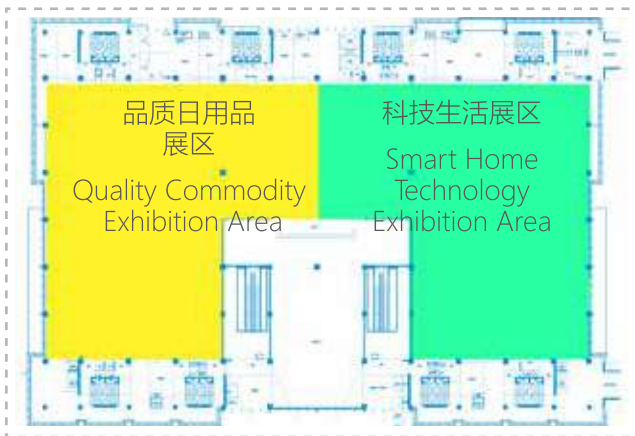 品质日用品
展区
Quality Commodity
Exhibition Area
科技生活展区
Smart Home
Technology
Exhibition Area